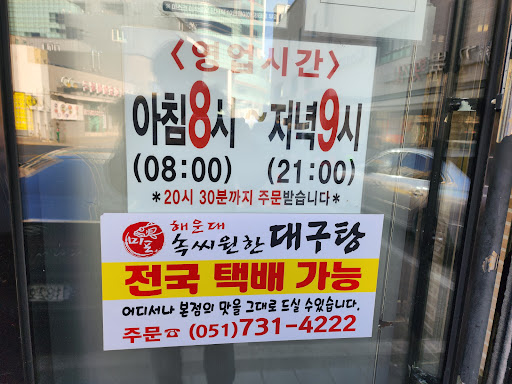 <영업시간>
아침8시 ~ 저녁9시
(08:00) (21:00)
*20시 30분까지 주문받습니다*
해운대
속씨원한 대구탕
미포
전국 택배 가능
어디서나 본점의 맛을 그대로 드실 수있습니다.
주문☎ (051)731-4222